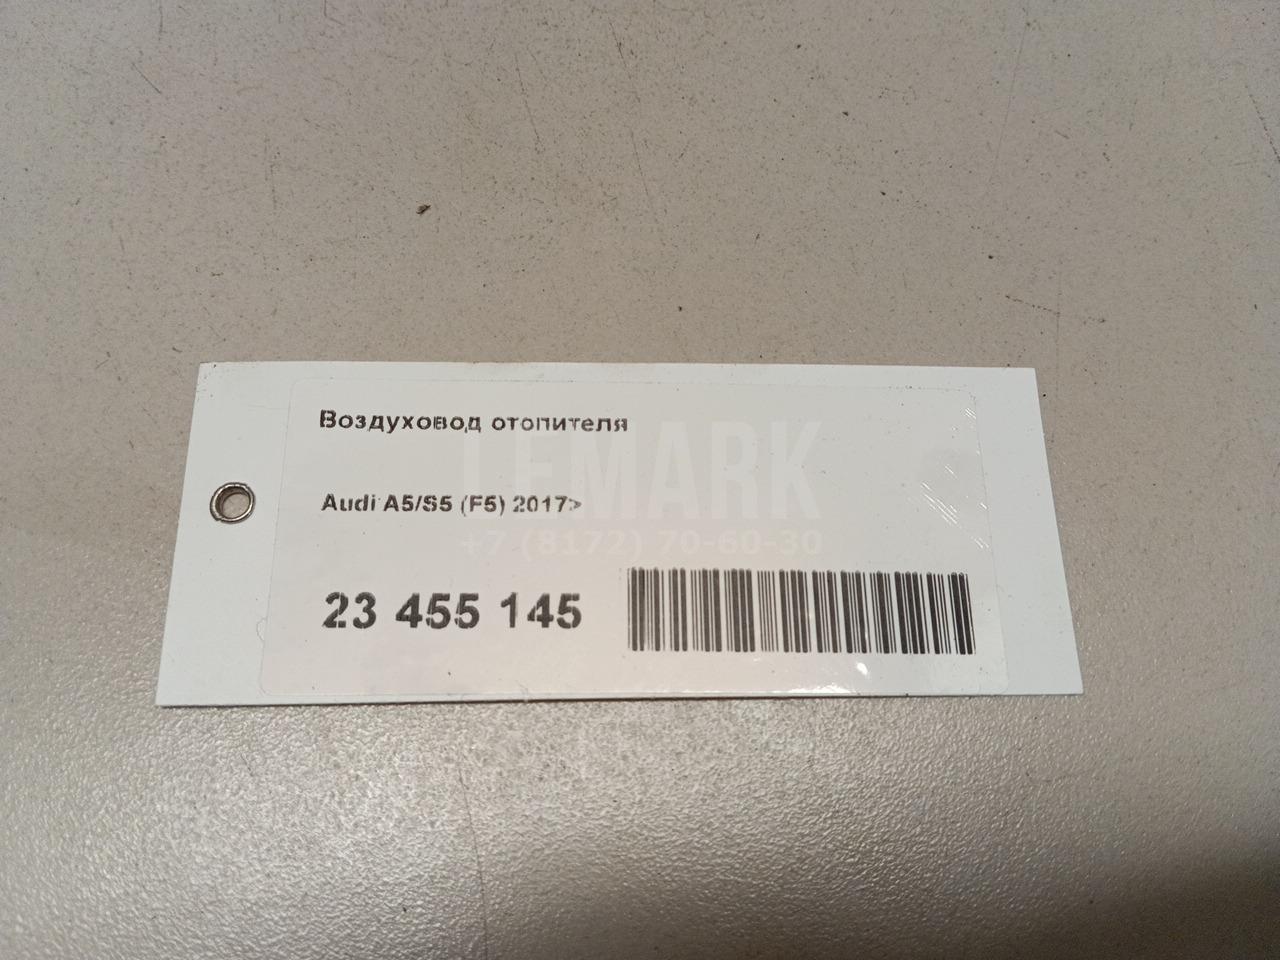 Воздуховод отопителя
LEMARK
Audi A5/S5 (F5) 2017>
+7 (8172) 70-60-30
23 455 145